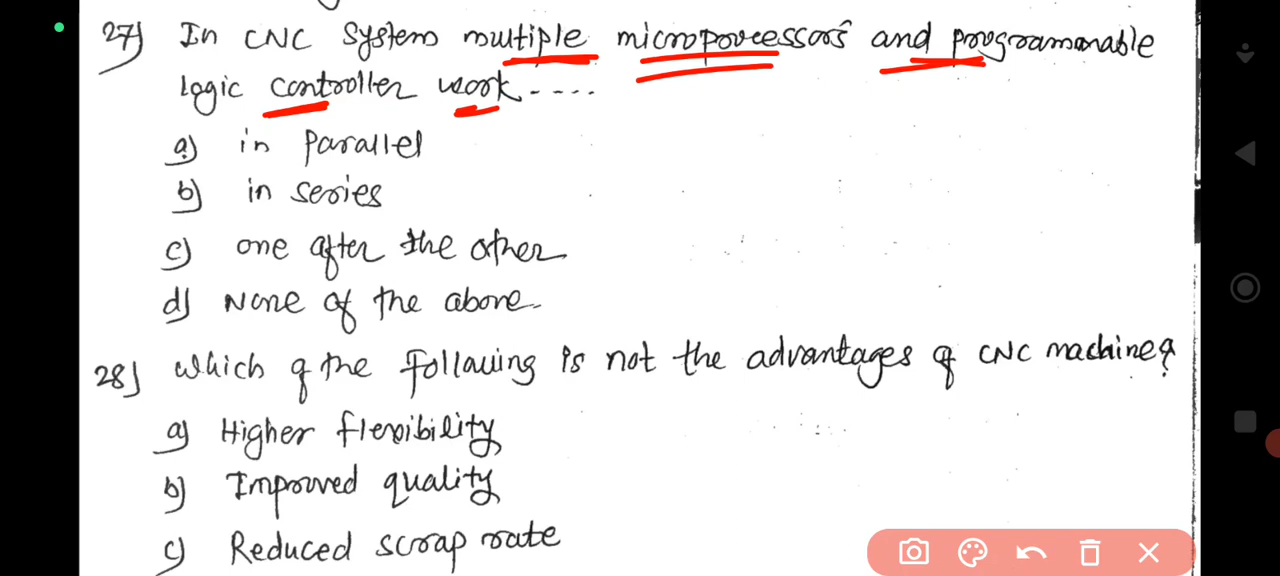 27) In CNC System multiple microprocessors and programmable
logic controller work ----
a) in parallel
b) in series
c) one after the other
d) None of the above
28) which of the following is not the advantages of CNC machine?
a) Higher flexibility
b) Improved quality
c) Reduced scrap rate